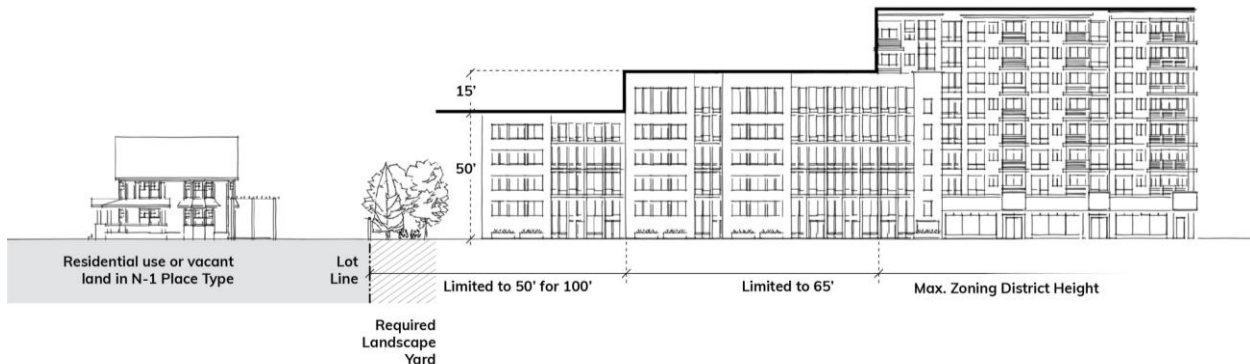 15'
50'
Residential use or vacant
land in N-1 Place Type
Lot
Line
Limited to 50' for 100'
Limited to 65'
Max. Zoning District Height
Required
Landscape
Yard